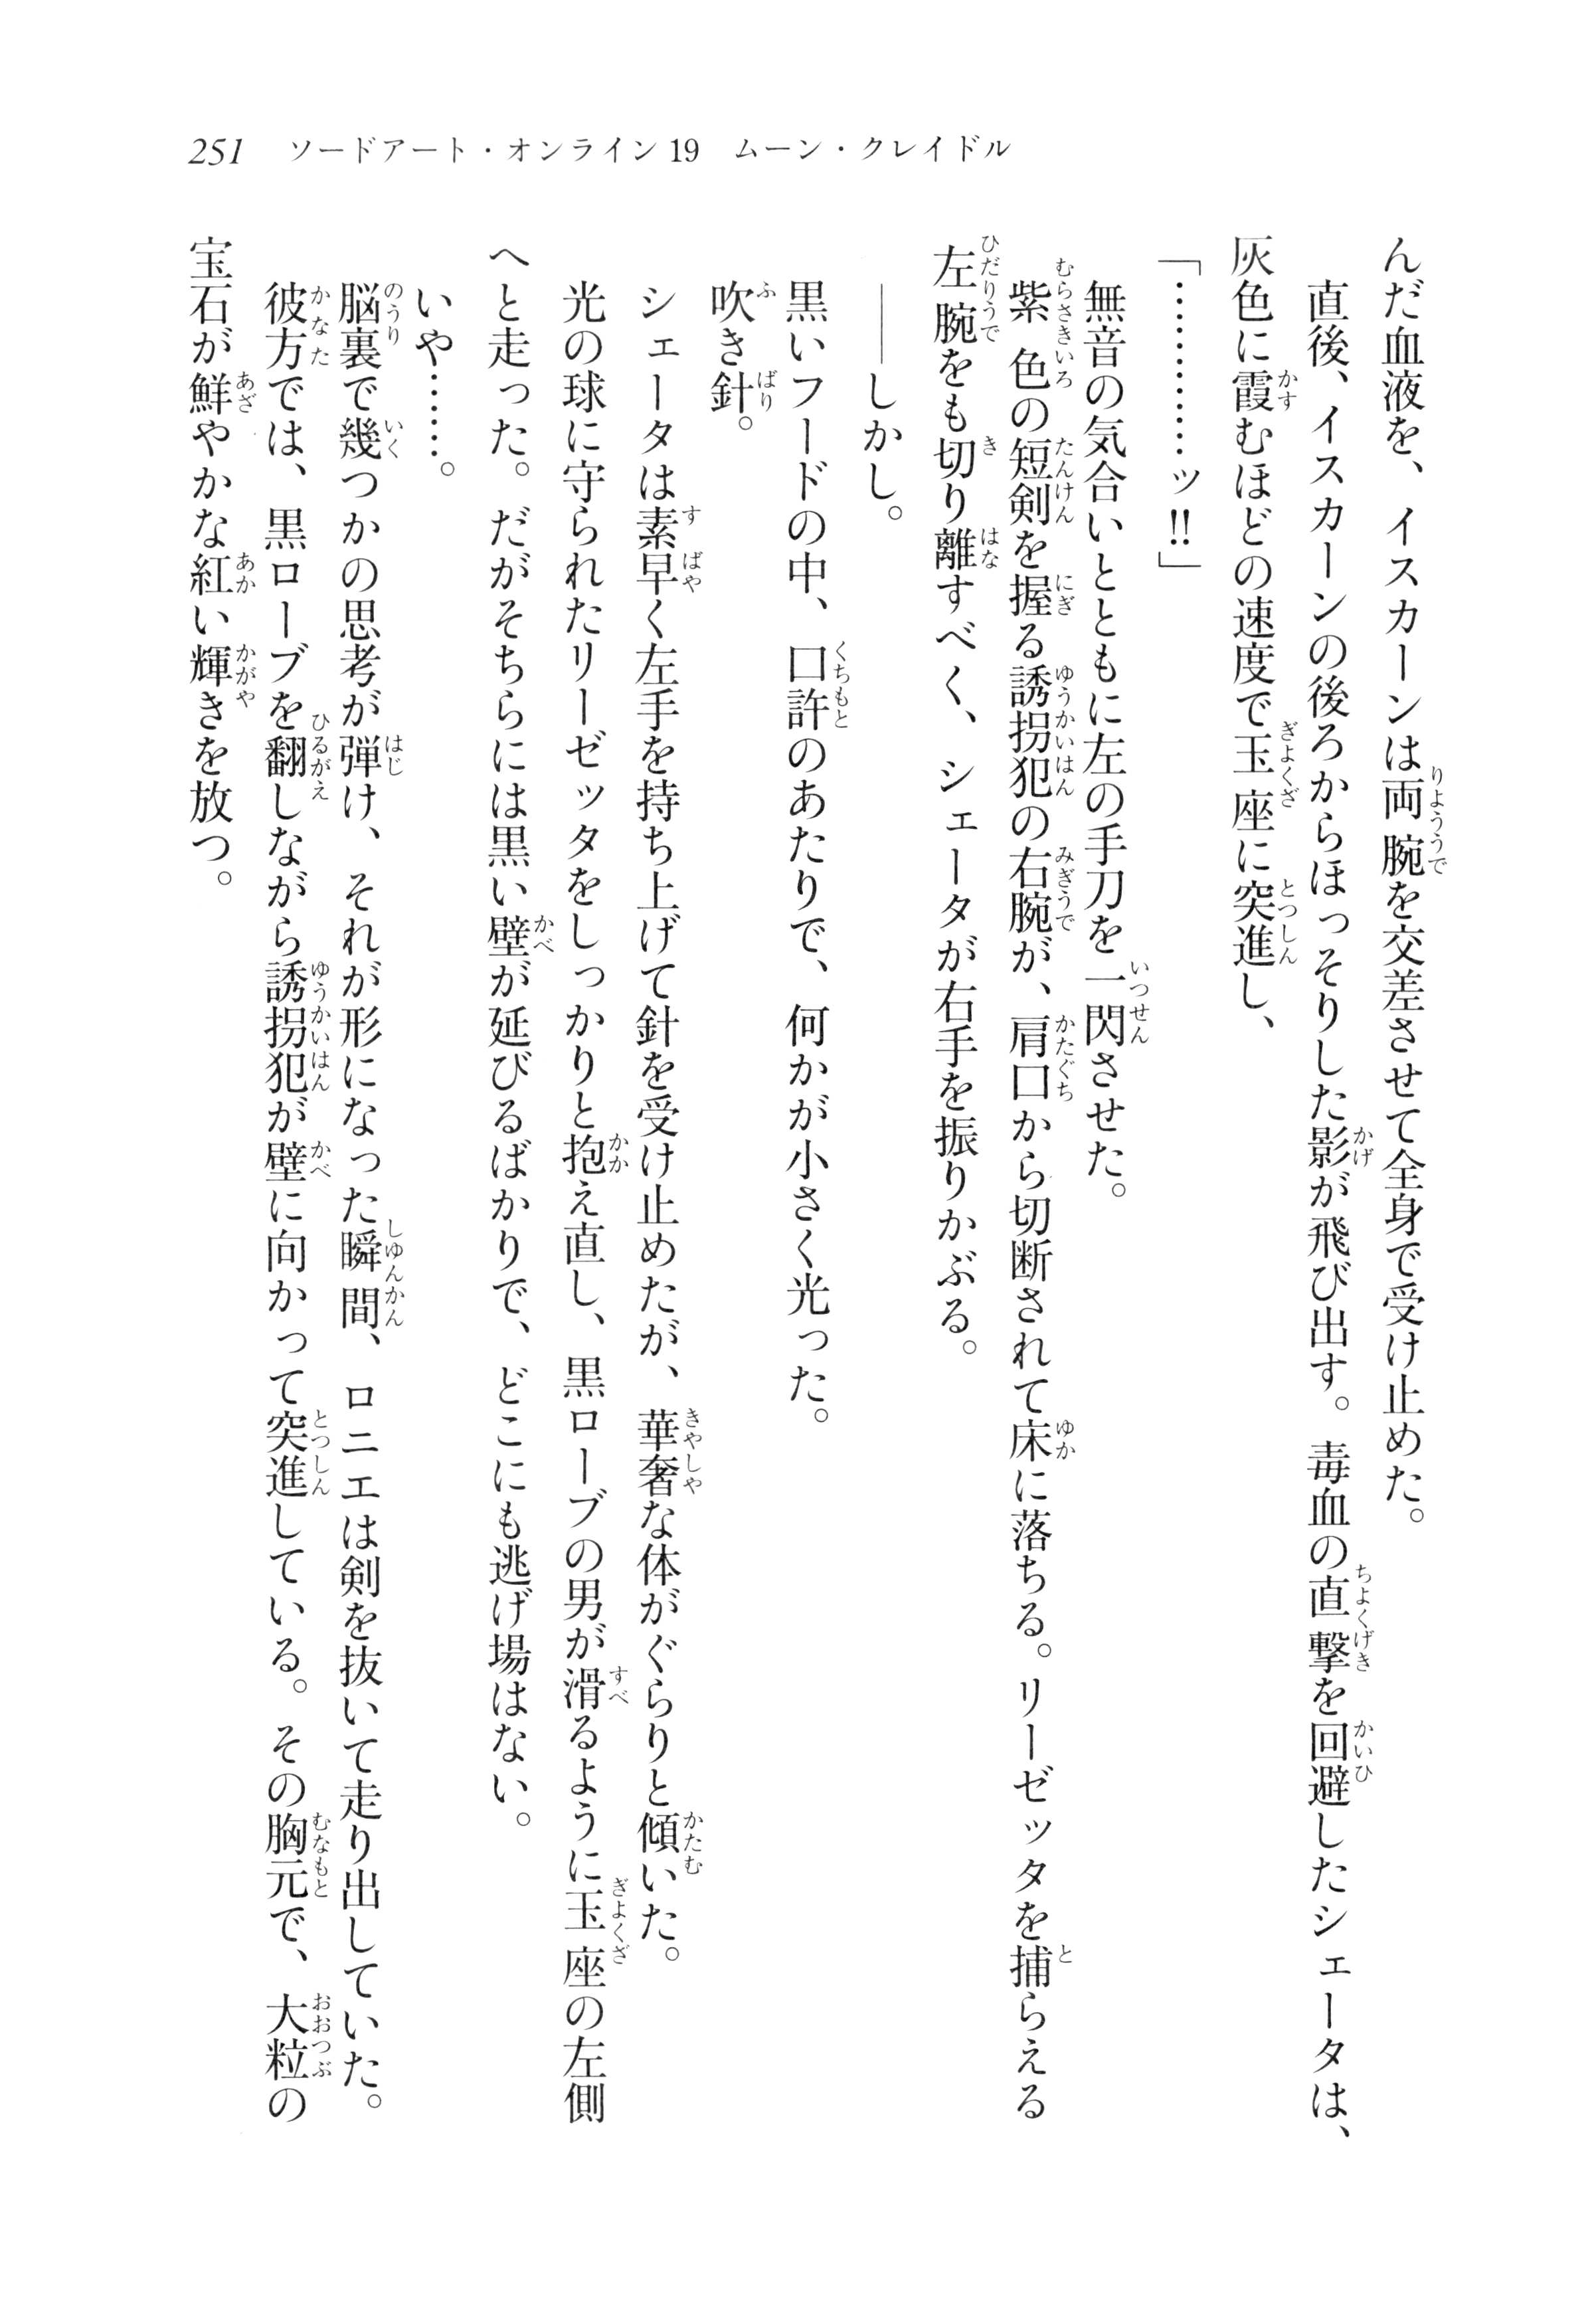 251 ソードアート・オンライン19 ムーン・クレイドル
んだ血液を、イスカーンは両腕を交差させて全身で受け止めた。
直後、イスカーンの後ろからほっそりした影が飛び出す。毒血の直撃を回避したシェータは、
灰色に霞むほどの速度で玉座に突進し、
「…………ッ!!」
無音の気合いとともに左の手刀を一閃させた。
紫色の短剣を握る誘拐犯の右腕が、肩口から切断されて床に落ちる。リーゼッタを捕らえる
左腕をも切り離すべく、シェータが右手を振りかぶる。
――しかし。
黒いフードの中、口許のあたりで、何かが小さく光った。
吹き針。
シェータは素早く左手を持ち上げて針を受け止めたが、華奢な体がぐらりと傾いた。
光の球に守られたリーゼッタをしっかりと抱え直し、黒ローブの男が滑るように玉座の左側
へと走った。だがそちらには黒い壁が延びるばかりで、どこにも逃げ場はない。
いや……。
脳裏で幾つかの思考が弾け、それが形になった瞬間、ロニエは剣を抜いて走り出していた。
彼方では、黒ローブを翻しながら誘拐犯が壁に向かって突進している。その胸元で、大粒の
宝石が鮮やかな紅い輝きを放つ。